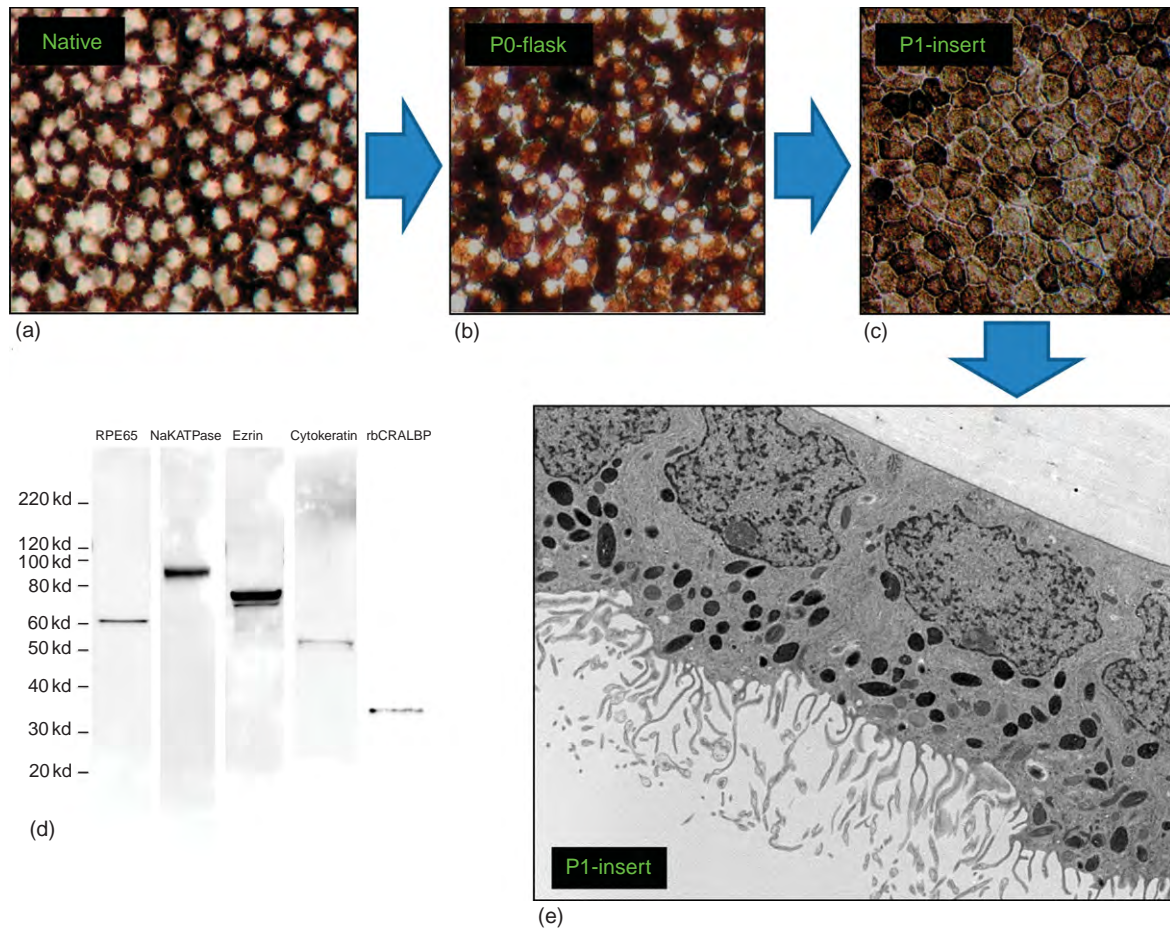 Native
P0-flask
P1-insert
(a)
(b)
(c)
RPE65 NaKATPase Ezrin Cytokeratin rbCRALBP
220 kd
120 kd
100 kd
80 kd
60 kd
50 kd
40 kd
30 kd
20 kd
(d)
P1-insert
(e)